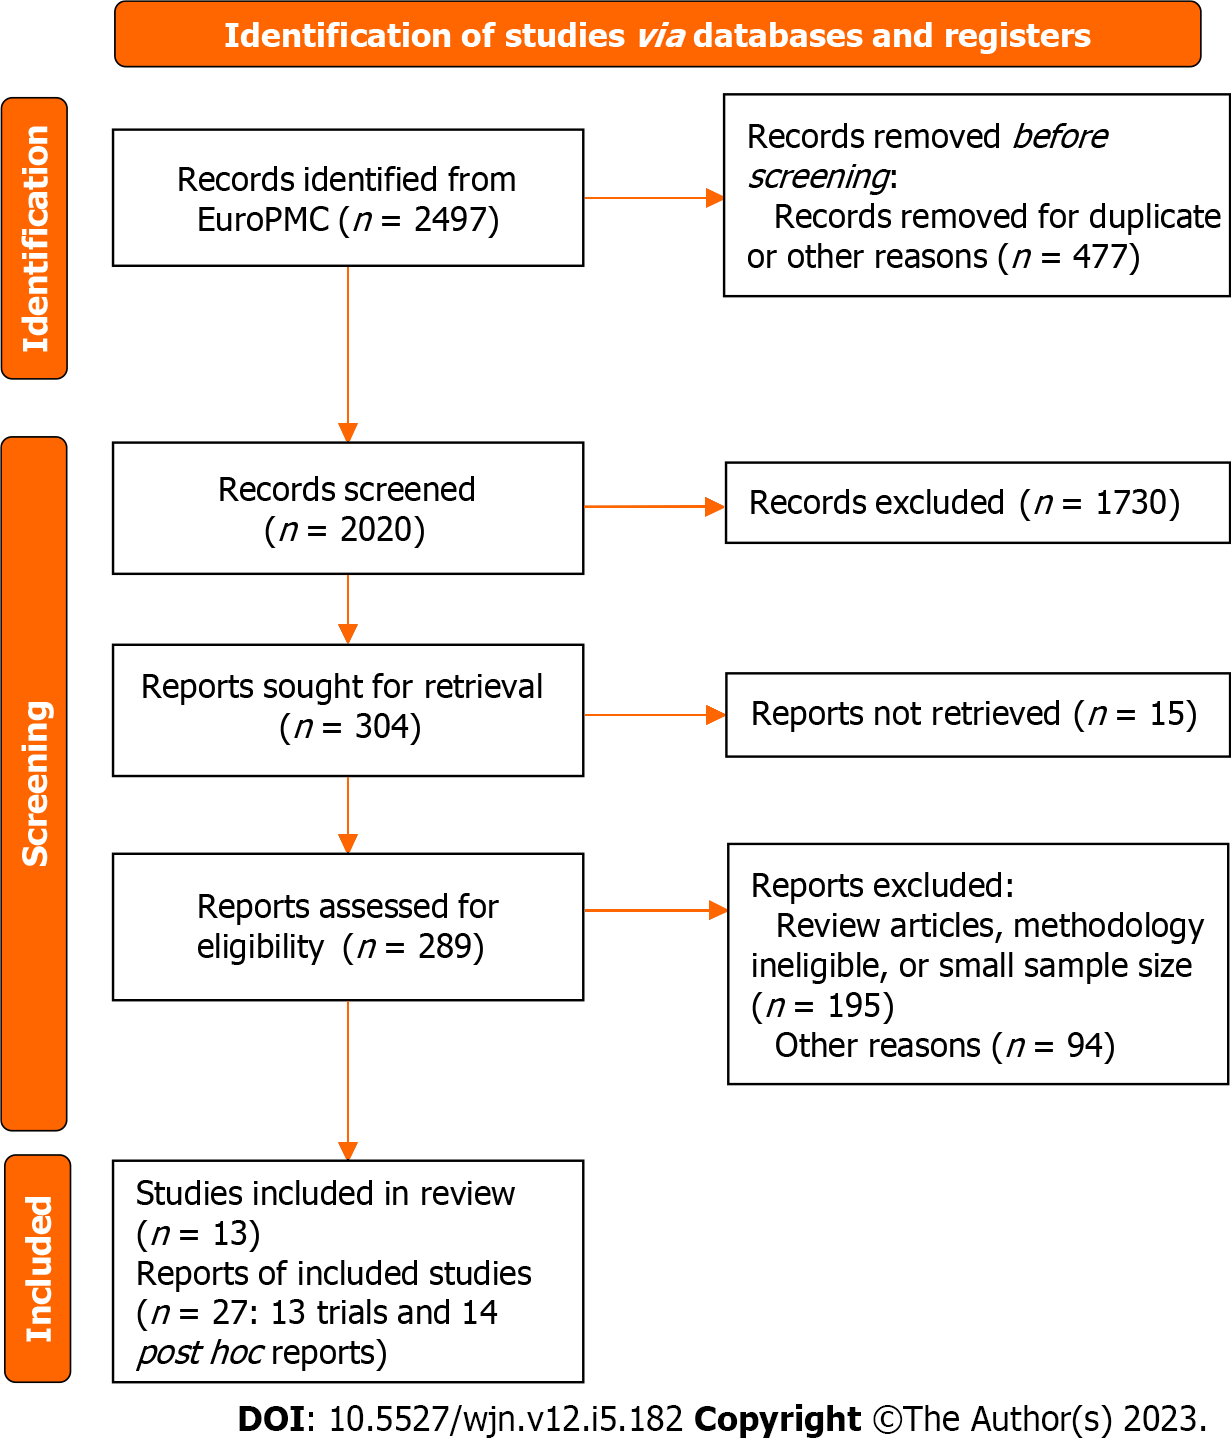 Identification of studies via databases and registers
Identification
Records identified from
EuroPMC (n = 2497)
Records removed before
screening:
Records removed for duplicate
or other reasons (n = 477)
Screening
Records screened
(n = 2020)
Records excluded (n = 1730)
Reports sought for retrieval
(n = 304)
Reports not retrieved (n = 15)
Reports assessed for
eligibility (n = 289)
Reports excluded:
Review articles, methodology
ineligible, or small sample size
(n = 195)
Other reasons (n = 94)
Included
Studies included in review
(n = 13)
Reports of included studies
(n = 27: 13 trials and 14
post hoc reports)
DOI: 10.5527/wjn.v12.i5.182 Copyright ©The Author(s) 2023.